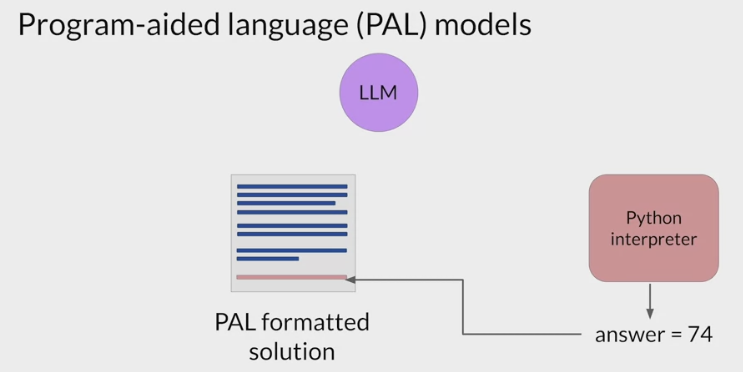 Program-aided language (PAL) models
LLM
Python
interpreter
PAL formatted
solution
answer = 74